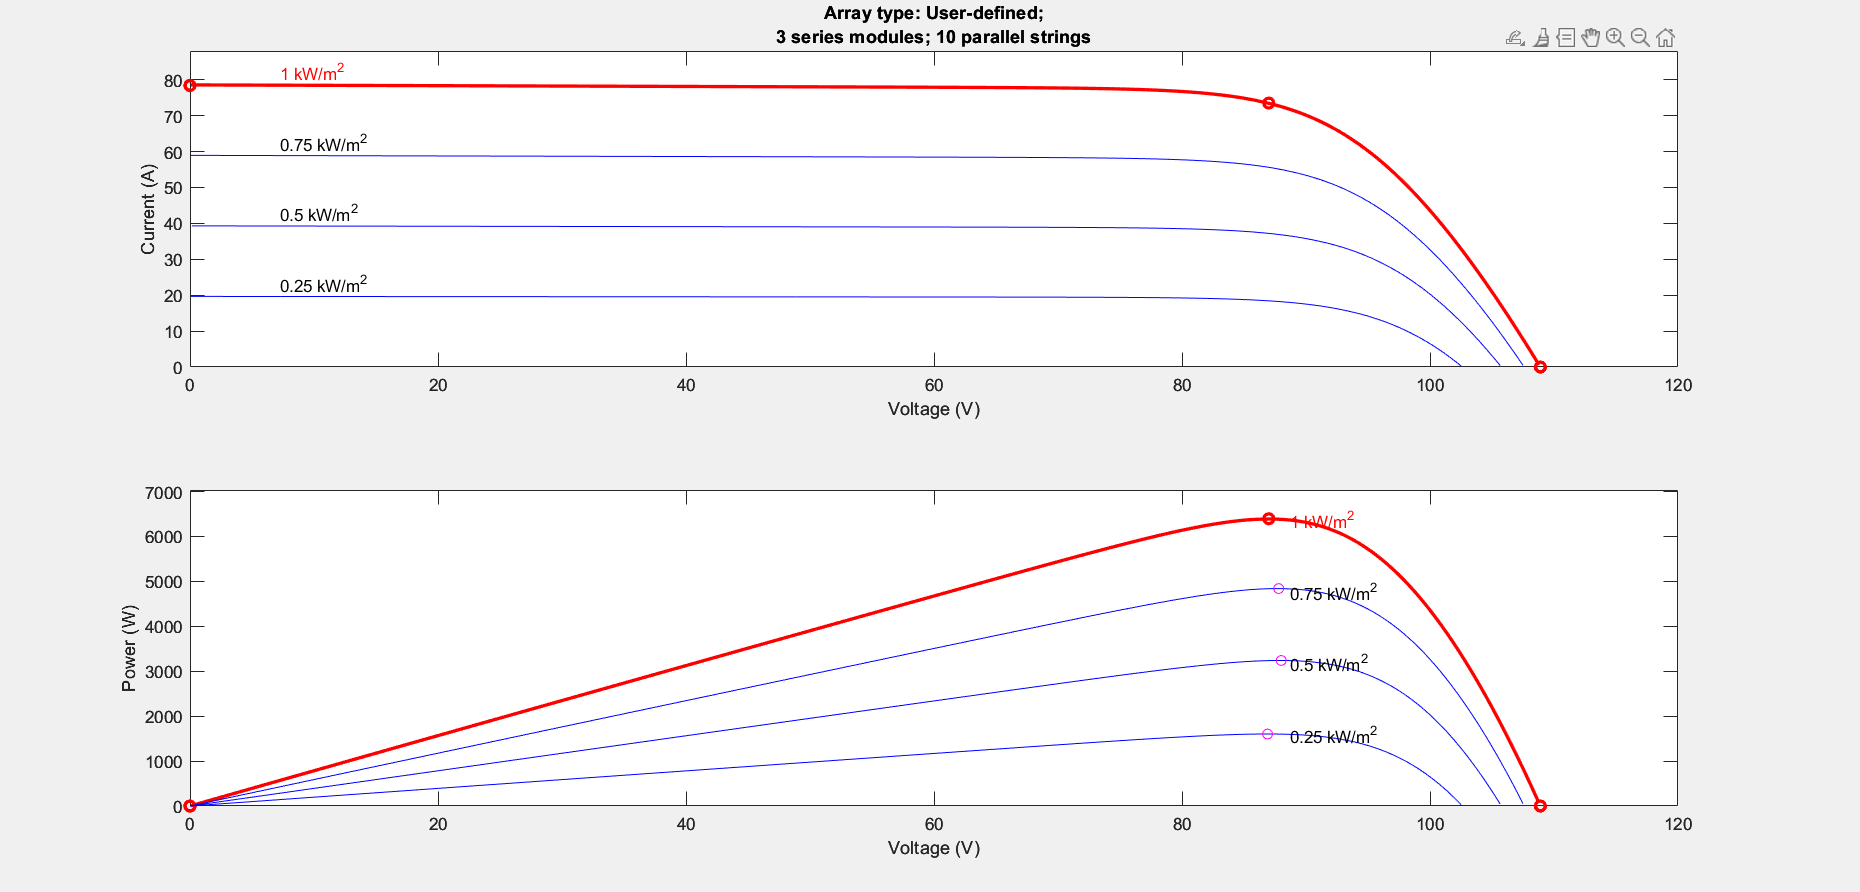 Array type: User-defined;
3 series modules; 10 parallel strings
80
70
60
50
40
30
20
10
0
Current (A)
1 kW/m2
0.75 kW/m2
0.5 kW/m2
0.25 kW/m2
0 20 40 60 80 100 120
Voltage (V)
7000
6000
5000
4000
3000
2000
1000
0
Power (W)
1 kW/m2
0.75 kW/m2
0.5 kW/m2
0.25 kW/m2
0 20 40 60 80 100 120
Voltage (V)